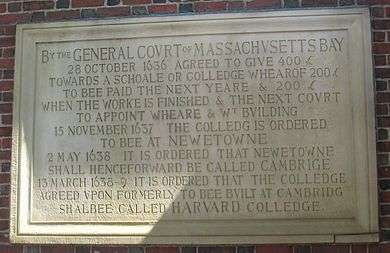 BY THE GENERAL COVRT OF MASSACHVSETTS BAY
28 OCTOBER 1636 AGREED TO GIVE 400 £
TOWARDS A SCHOALE OR COLLEDGE WHEAROF 200 £
TO BEE PAID THE NEXT YEARE & 200 £
WHEN THE WORKE IS FINISHED & THE NEXT COVRT
TO APPOINT WHEARE & Wᵗ BVILDING
15 NOVEMBER 1637 THE COLLEDG IS ORDERED
TO BEE AT NEWETOWNE
2 MAY 1638 IT IS ORDERED THAT NEWETOWNE
SHALL HENCEFORWARD BE CALLED CAMBRIGE
13 MARCH 1638-9 IT IS ORDERED THAT THE COLLEDGE
AGREED VPON FORMERLY TO BEE BVILT AT CAMBRIDG
SHALBEE CALLED HARVARD COLLEDGE